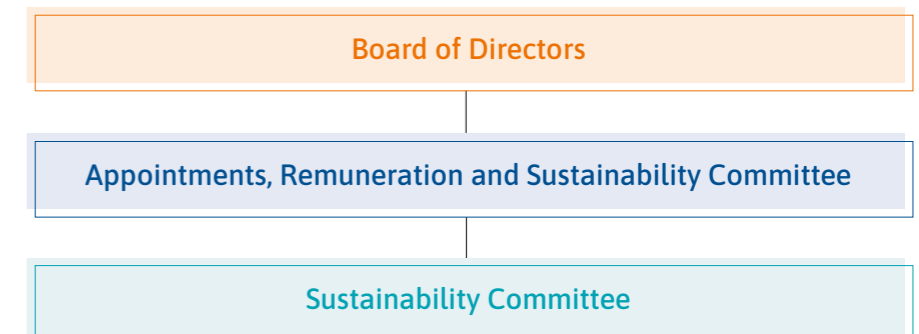 Board of Directors
Appointments, Remuneration and Sustainability Committee
Sustainability Committee